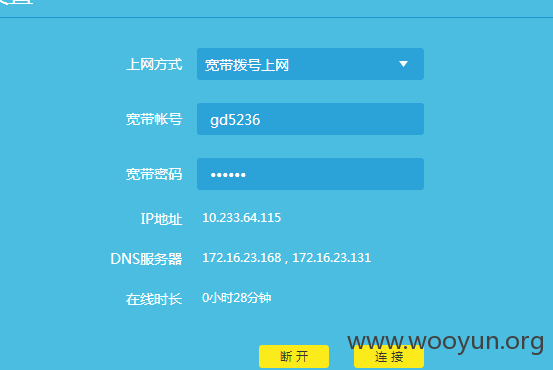 上网方式 宽带拨号上网
宽带帐号 gd5236
宽带密码 ••••••
IP地址 10.233.64.115
DNS服务器 172.16.23.168 , 172.16.23.131
在线时长 0小时28分钟
www.wooyun.org
断 开 连 接